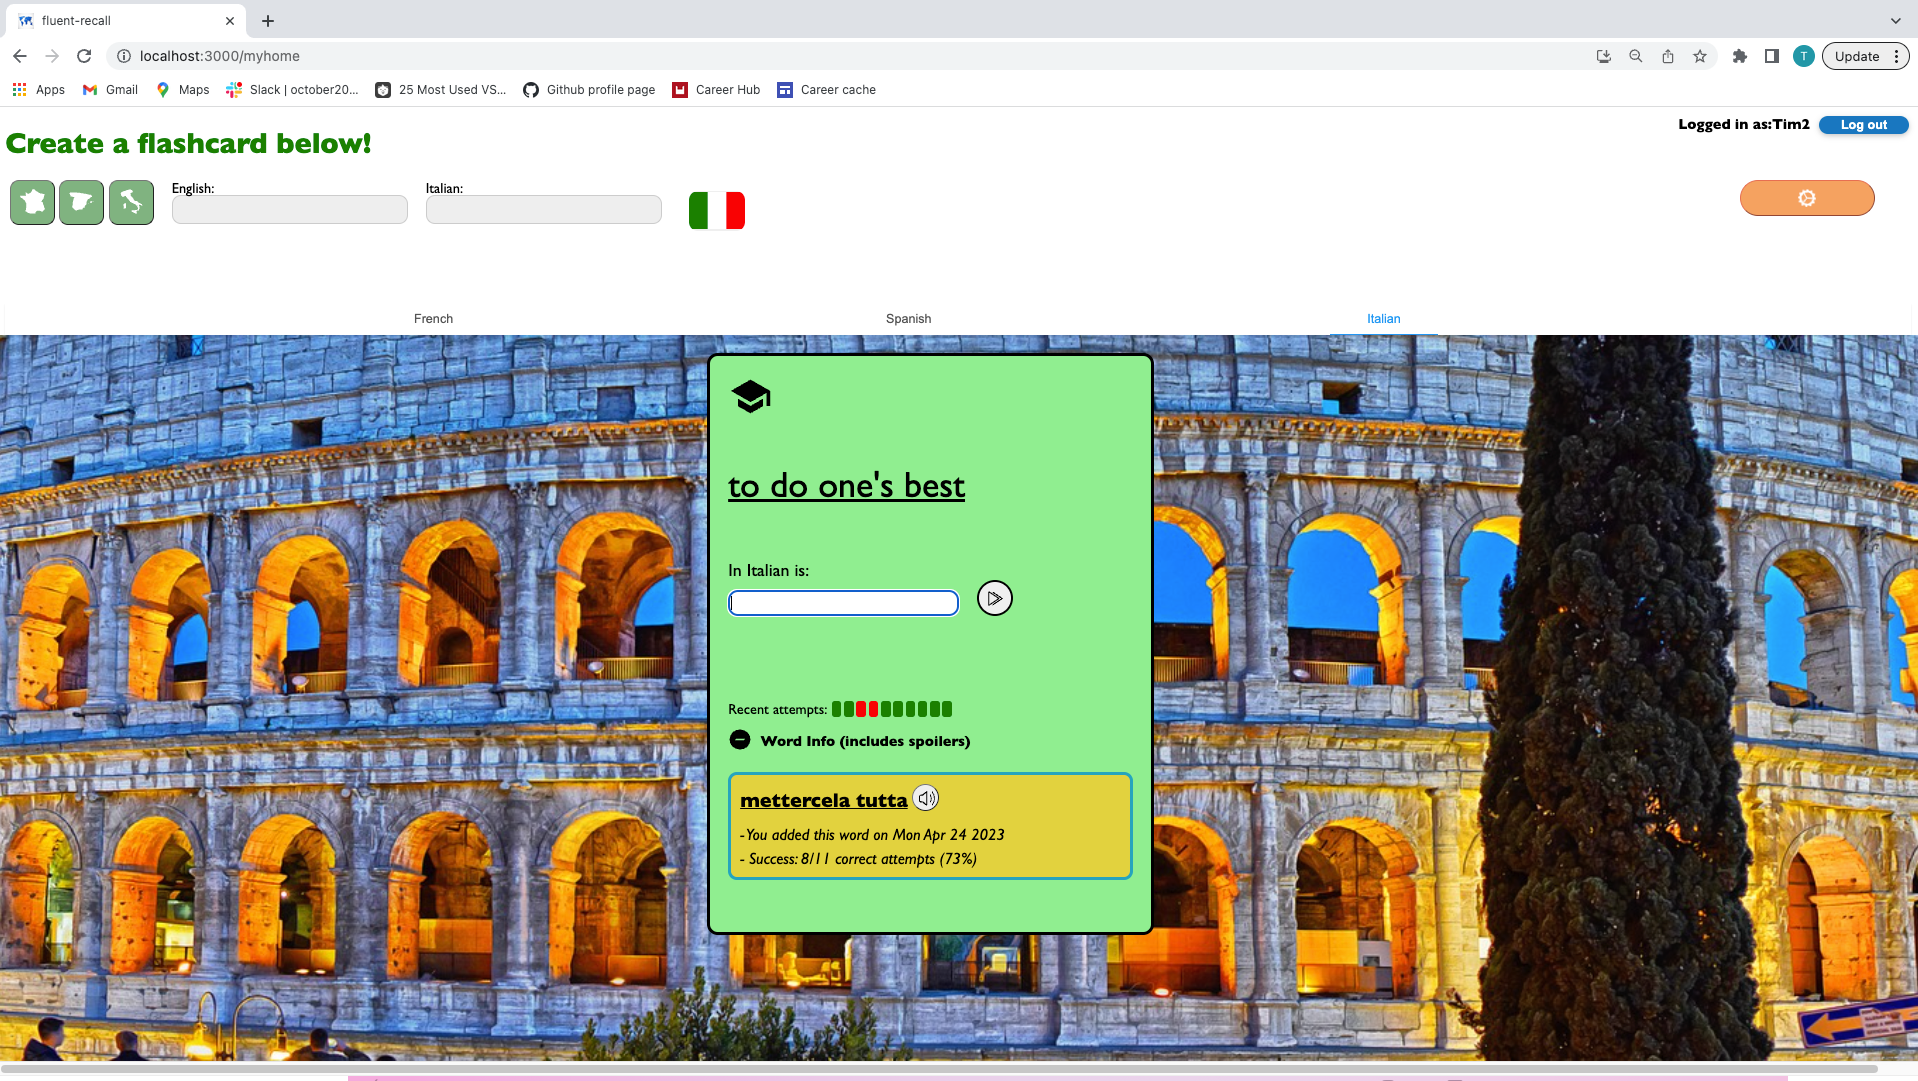 fluent-recall
localhost:3000/myhome
T
Update
Apps
Gmail
Maps
Slack | october20...
25 Most Used VS...
Github profile page
Career Hub
Career cache
Logged in as:Tim2
Log out
Create a flashcard below!
English:
Italian:
French
Spanish
Italian
to do one's best
In Italian is:
Recent attempts:
Word Info (includes spoilers)
mettercela tutta
-You added this word on Mon Apr 24 2023
- Success: 8/11 correct attempts (73%)